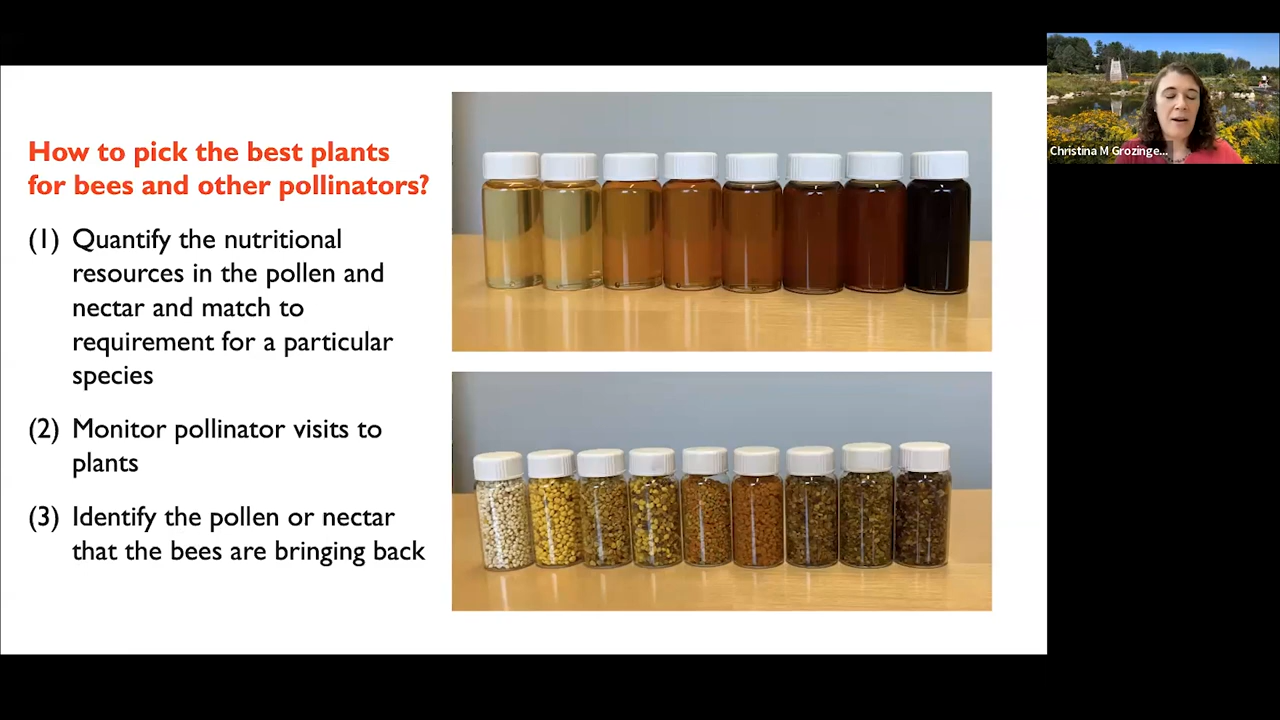 How to pick the best plants
for bees and other pollinators?
(1) Quantify the nutritional
resources in the pollen and
nectar and match to
requirement for a particular
species
(2) Monitor pollinator visits to
plants
(3) Identify the pollen or nectar
that the bees are bringing back
Christina M Grozinge...